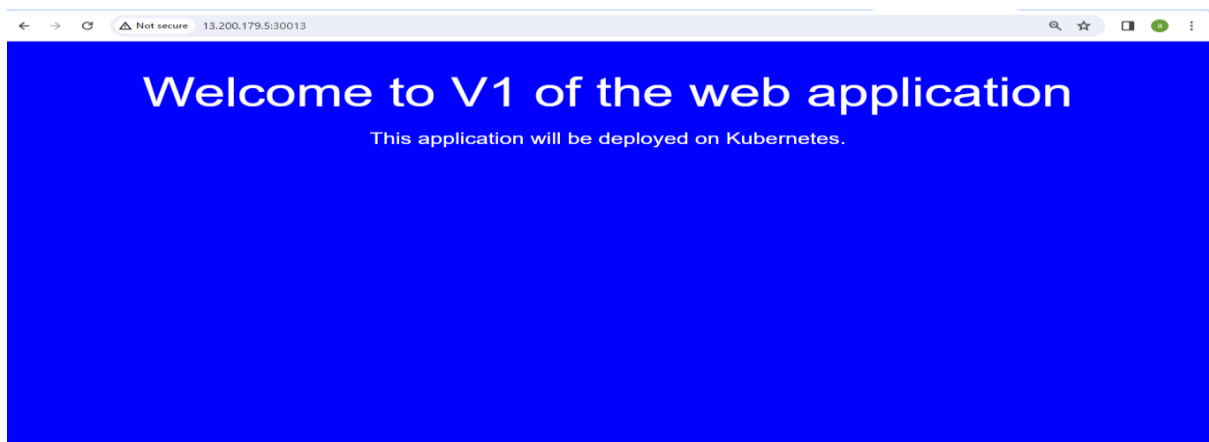 Not secure 13.200.179.5:30013
a
Welcome to V1 of the web application
This application will be deployed on Kubernetes.